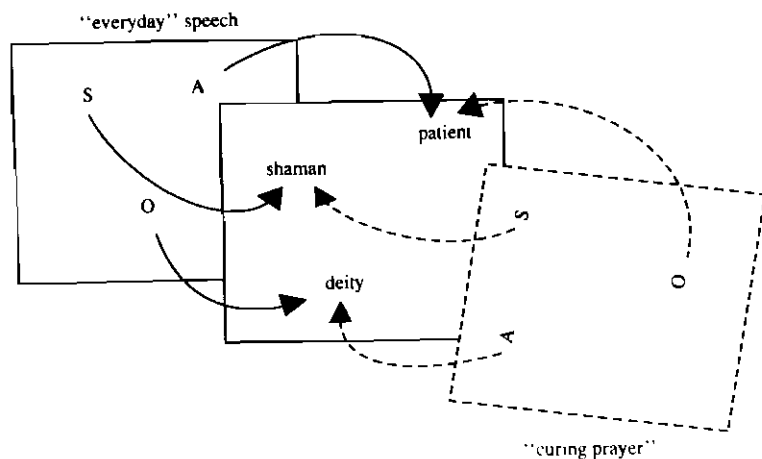 “everyday” speech
S
A
patient
shaman
O
S
O
deity
A
“curing prayer”